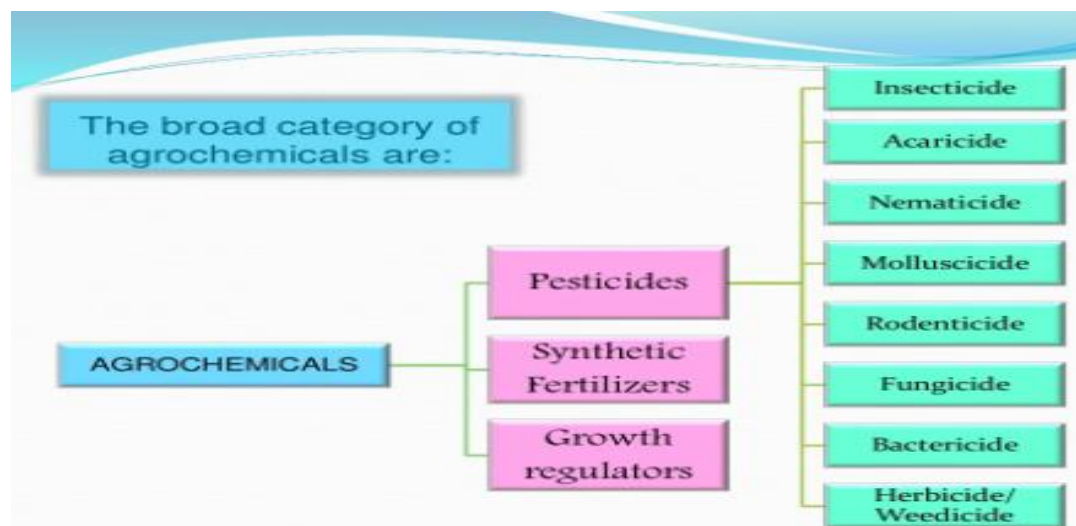 The broad category of
agrochemicals are:
AGROCHEMICALS
Pesticides
Synthetic
Fertilizers
Growth
regulators
Insecticide
Acaricide
Nematicide
Molluscicide
Rodenticide
Fungicide
Bactericide
Herbicide/
Weedicide